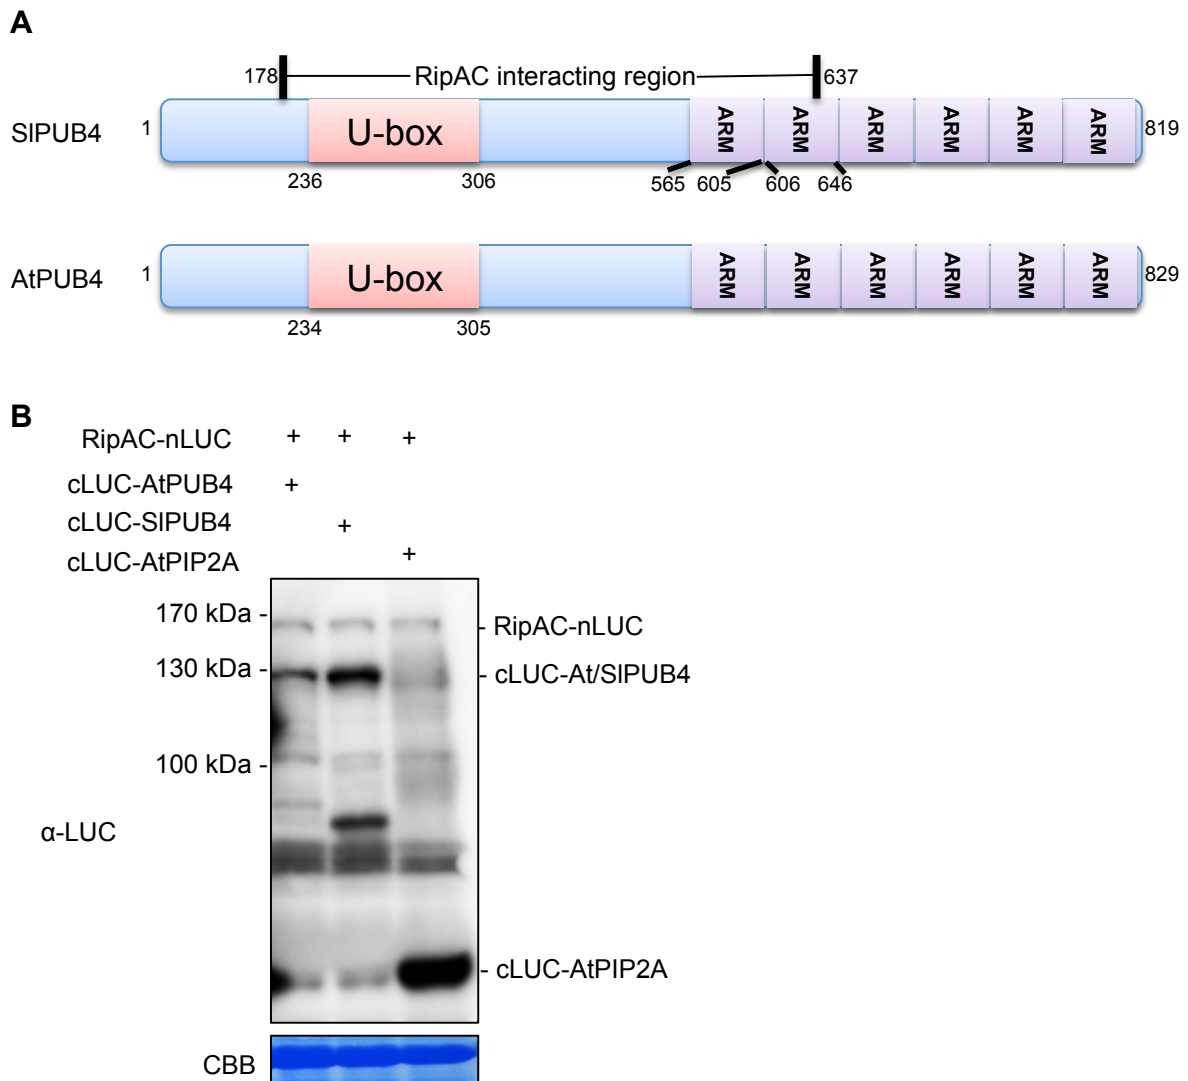 A
178 RipAC interacting region 637
SlPUB4 1 U-box ARM ARM ARM ARM ARM ARM 819
236 306 565 605 606 646
AtPUB4 1 U-box ARM ARM ARM ARM ARM ARM 829
234 305
B
RipAC-nLUC + + +
cLUC-AtPUB4 +
cLUC-SlPUB4 +
cLUC-AtPIP2A +
170 kDa - - RipAC-nLUC
130 kDa - - cLUC-At/SlPUB4
100 kDa -
α-LUC
- cLUC-AtPIP2A
CBB